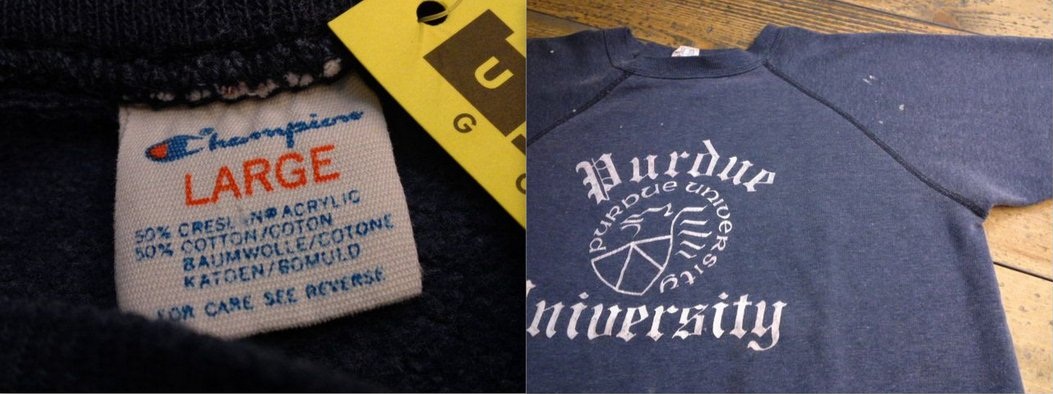 Champion
LARGE
50% CRESLAN® ACRYLIC
50% COTTON/COTON
BAUMWOLLE/COTONE
KATOEN/BOMULD
FOR CARE SEE REVERSE
U
G
Purdue
PURDUE UNIVERSITY
University